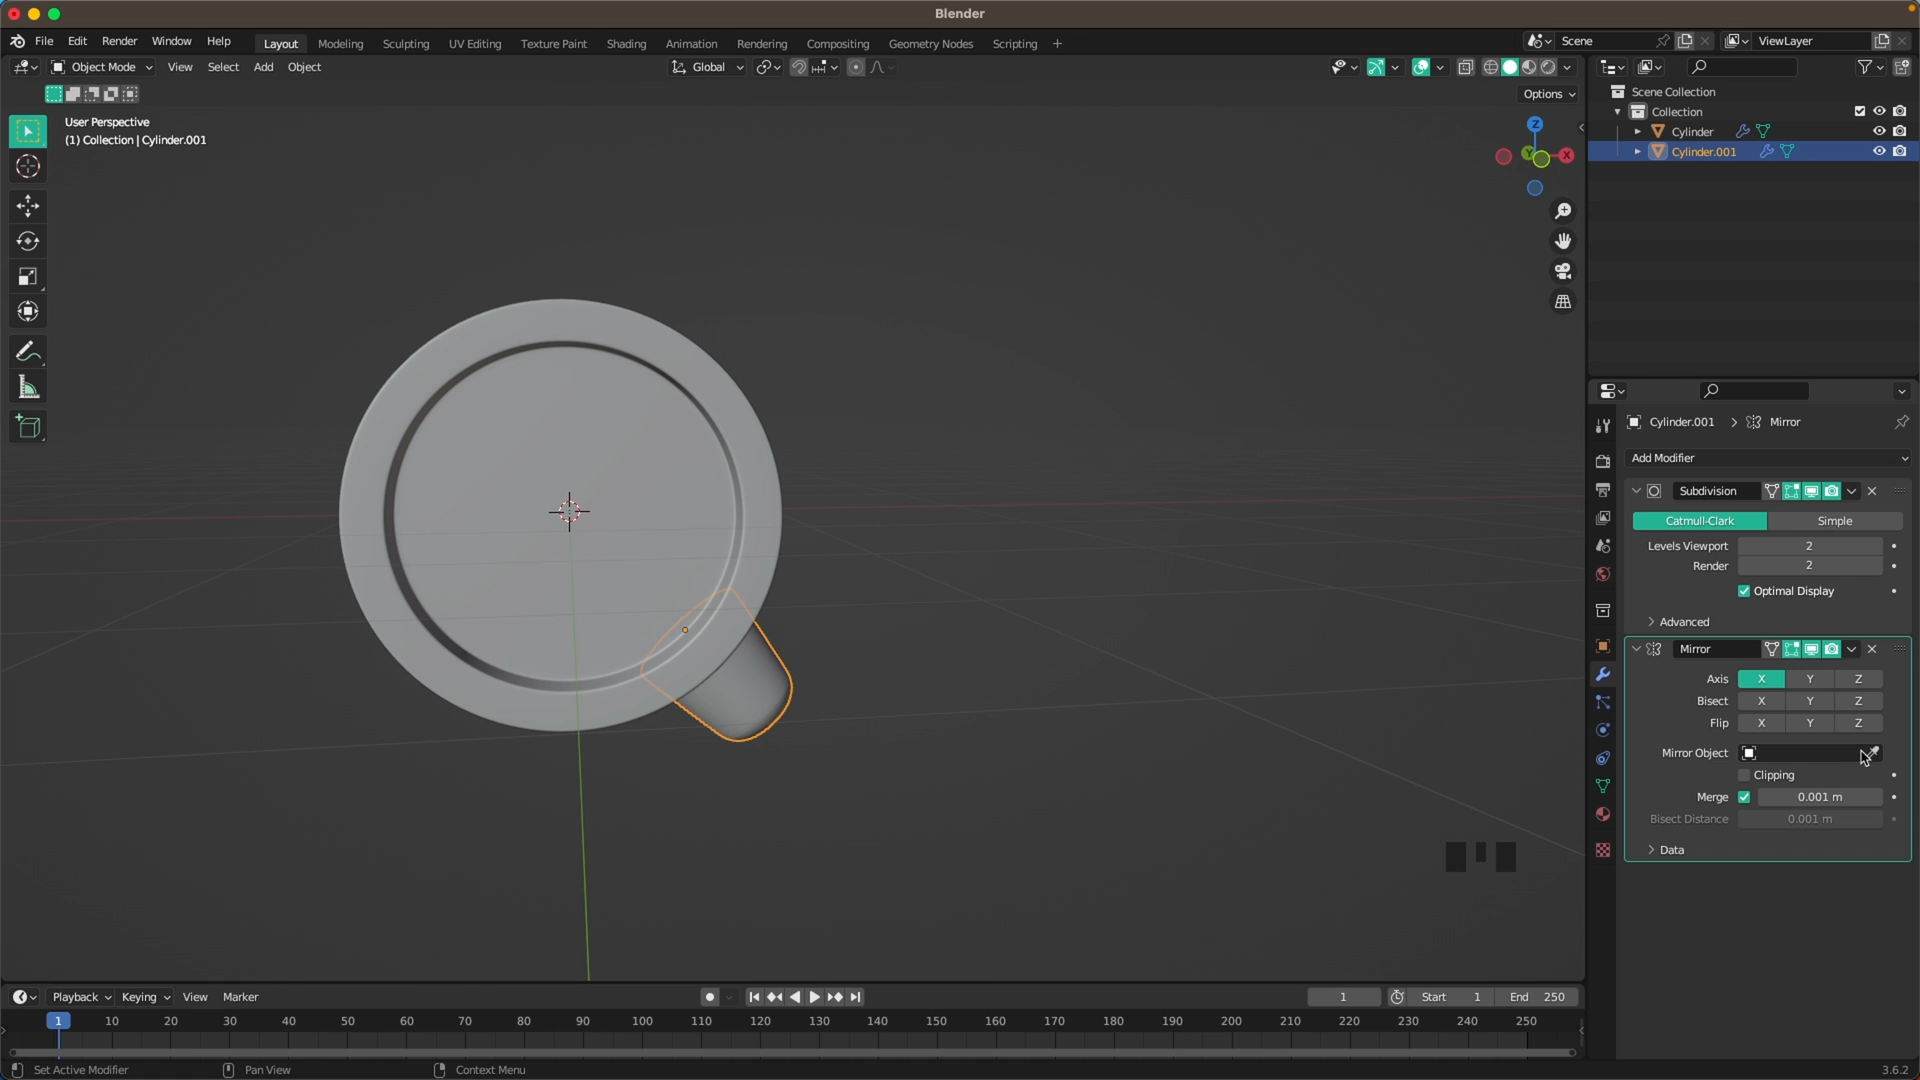 Blender
File Edit Render Window Help Layout Modeling Sculpting UV Editing Texture Paint Shading Animation Rendering Compositing Geometry Nodes Scripting + Scene ViewLayer
Object Mode View Select Add Object Global
Options
User Perspective
(1) Collection | Cylinder.001
Z
Y
X
Scene Collection
Collection
Cylinder
Cylinder.001
Cylinder.001 > Mirror
Add Modifier
Subdivision
Catmull-Clark Simple
Levels Viewport 2
Render 2
Optimal Display
Advanced
Mirror
Axis X Y Z
Bisect X Y Z
Flip X Y Z
Mirror Object
Clipping
Merge 0.001 m
Bisect Distance 0.001 m
Data
Playback Keying View Marker 1 Start 1 End 250
1 10 20 30 40 50 60 70 80 90 100 110 120 130 140 150 160 170 180 190 200 210 220 230 240 250
Set Active Modifier Pan View Context Menu 3.6.2